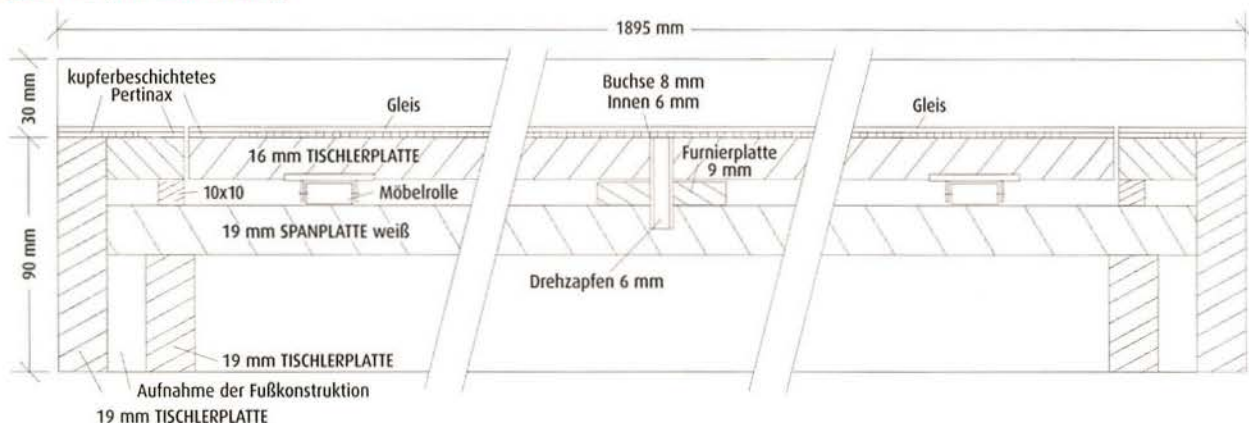 1895 mm
30 mm
kupferbeschichtetes
Pertinax
Gleis
Buchse 8 mm
Innen 6 mm
Gleis
16 mm TISCHLERPLATTE
Furnierplatte
9 mm
10x10
Möbelrolle
19 mm SPANPLATTE weiß
90 mm
Drehzapfen 6 mm
19 mm TISCHLERPLATTE
Aufnahme der Fußkonstruktion
19 mm TISCHLERPLATTE